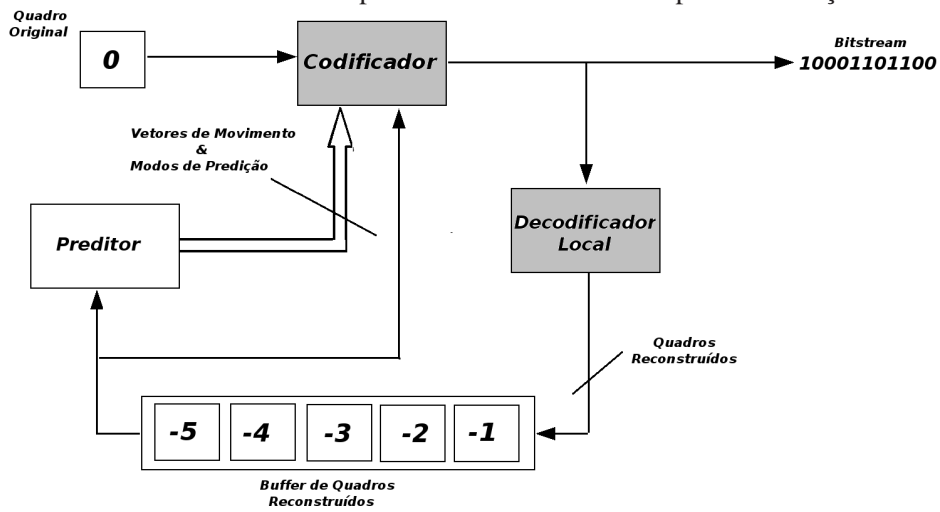 Quadro
Original
0
Codificador
Bitstream
10001101100
Vetores de Movimento
&
Modos de Predição
Preditor
Decodificador
Local
Quadros
Reconstruídos
-5 -4 -3 -2 -1
Buffer de Quadros
Reconstruídos